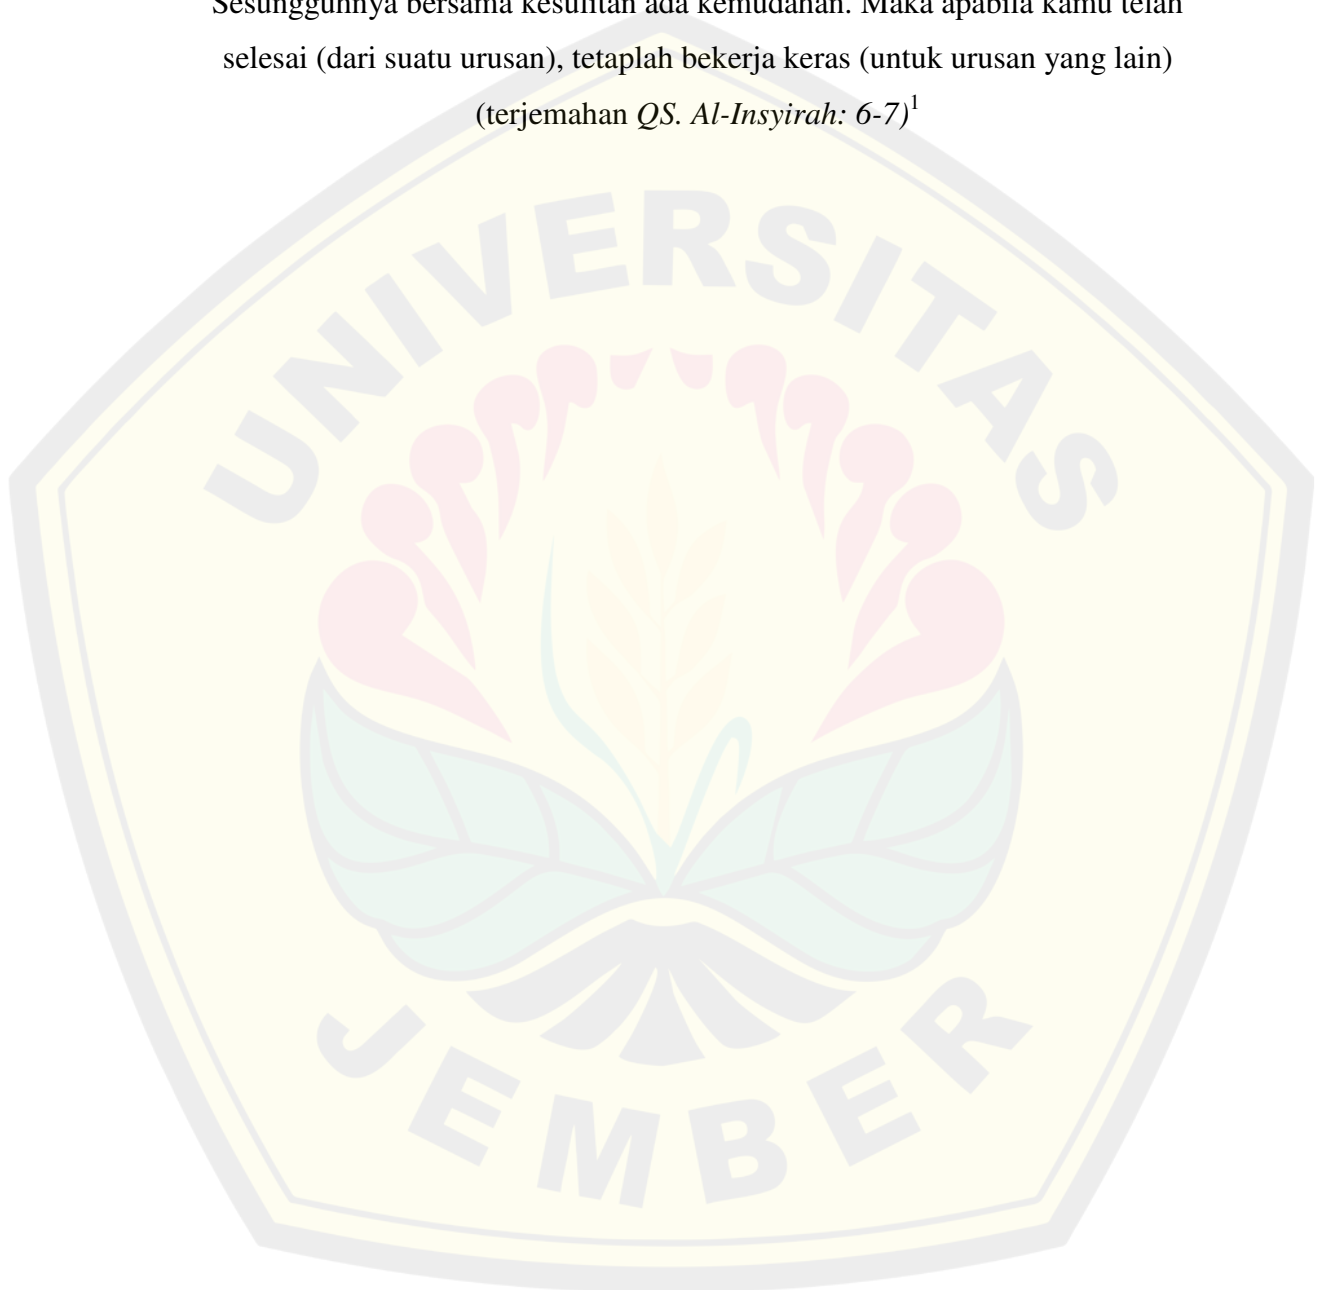 Sesungguhnya bersama kesulitan ada kemudahan. Maka apabila kamu telah
selesai (dari suatu urusan), tetaplah bekerja keras (untuk urusan yang lain)
(terjemahan QS. Al-Insyirah: 6-7)1
UNIVERSITAS
JEMBER